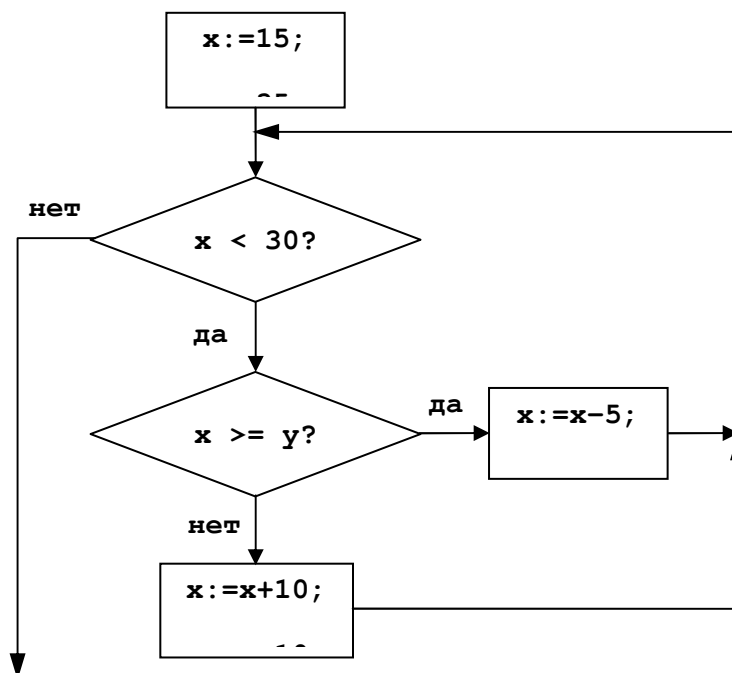 x:=15;
нет
x < 30?
да
x >= y?
да
x:=x–5;
нет
x:=x+10;